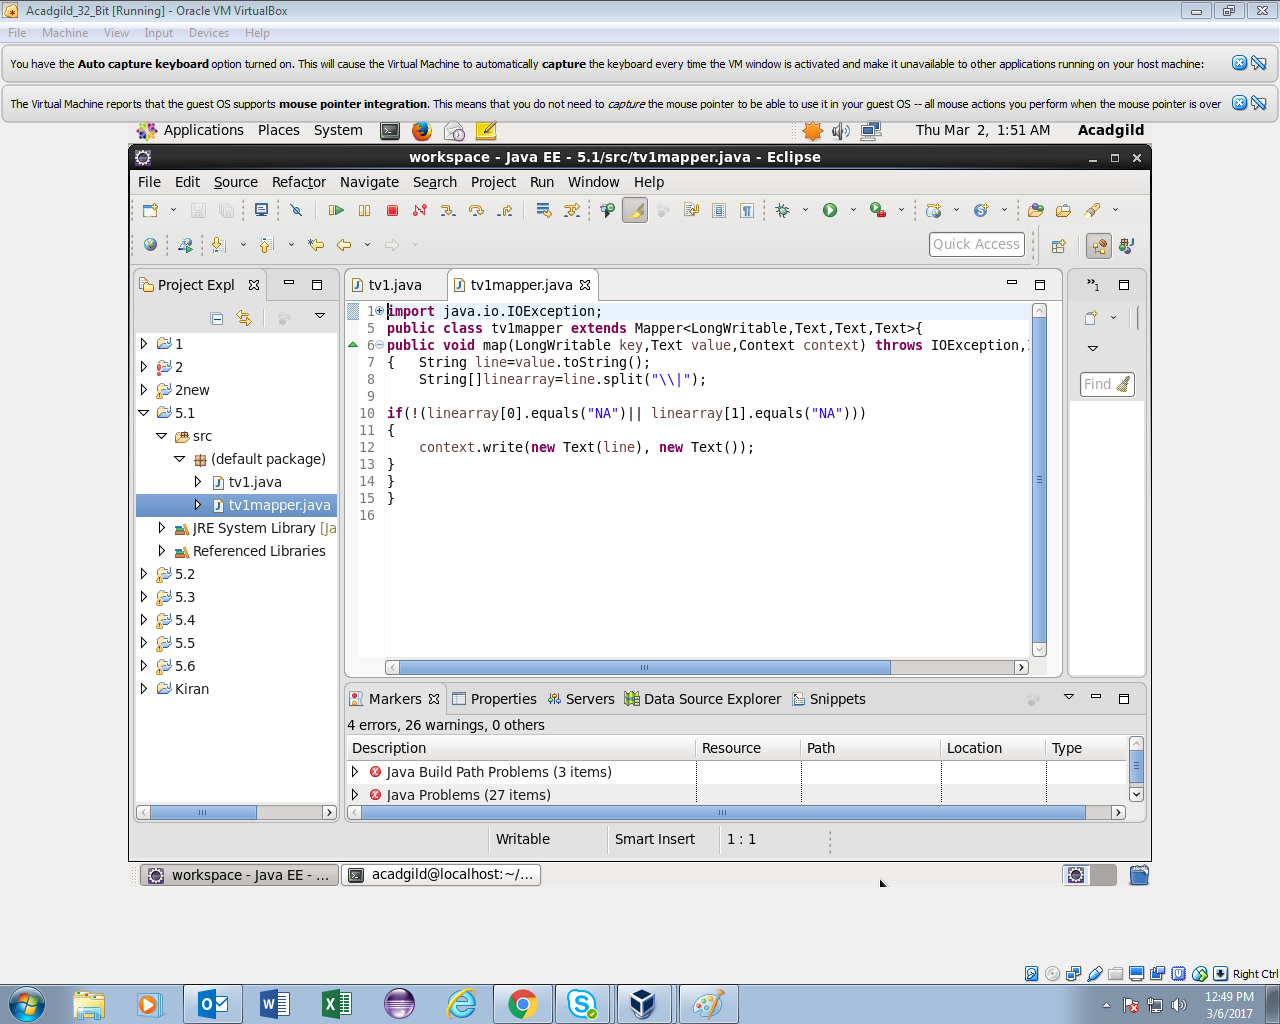 Acadgild_32_Bit [Running] - Oracle VM VirtualBox
File Machine View Input Devices Help
You have the Auto capture keyboard option turned on. This will cause the Virtual Machine to automatically capture the keyboard every time the VM window is activated and make it unavailable to other applications running on your host machine:
The Virtual Machine reports that the guest OS supports mouse pointer integration. This means that you do not need to capture the mouse pointer to be able to use it in your guest OS -- all mouse actions you perform when the mouse pointer is over
Applications Places System Thu Mar 2, 1:51 AM Acadgild
workspace - Java EE - 5.1/src/tv1mapper.java - Eclipse
File Edit Source Refactor Navigate Search Project Run Window Help
Quick Access
Project Expl
1
2
2new
5.1
src
(default package)
tv1.java
tv1mapper.java
JRE System Library [Ja
Referenced Libraries
5.2
5.3
5.4
5.5
5.6
Kiran
tv1.java tv1mapper.java
1 import java.io.IOException;
5 public class tv1mapper extends Mapper<LongWritable,Text,Text,Text>{
6 public void map(LongWritable key,Text value,Context context) throws IOException,I
7 { String line=value.toString();
8 String[]linearray=line.split("\\|");
9
10 if(!(linearray[0].equals("NA")|| linearray[1].equals("NA")))
11 {
12 context.write(new Text(line), new Text());
13 }
14 }
15 }
16
»1
Find
Markers Properties Servers Data Source Explorer Snippets
4 errors, 26 warnings, 0 others
Description Resource Path Location Type
Java Build Path Problems (3 items)
Java Problems (27 items)
Writable Smart Insert 1 : 1
workspace - Java EE - ... acadgild@localhost:~/...
Right Ctrl
12:49 PM
3/6/2017